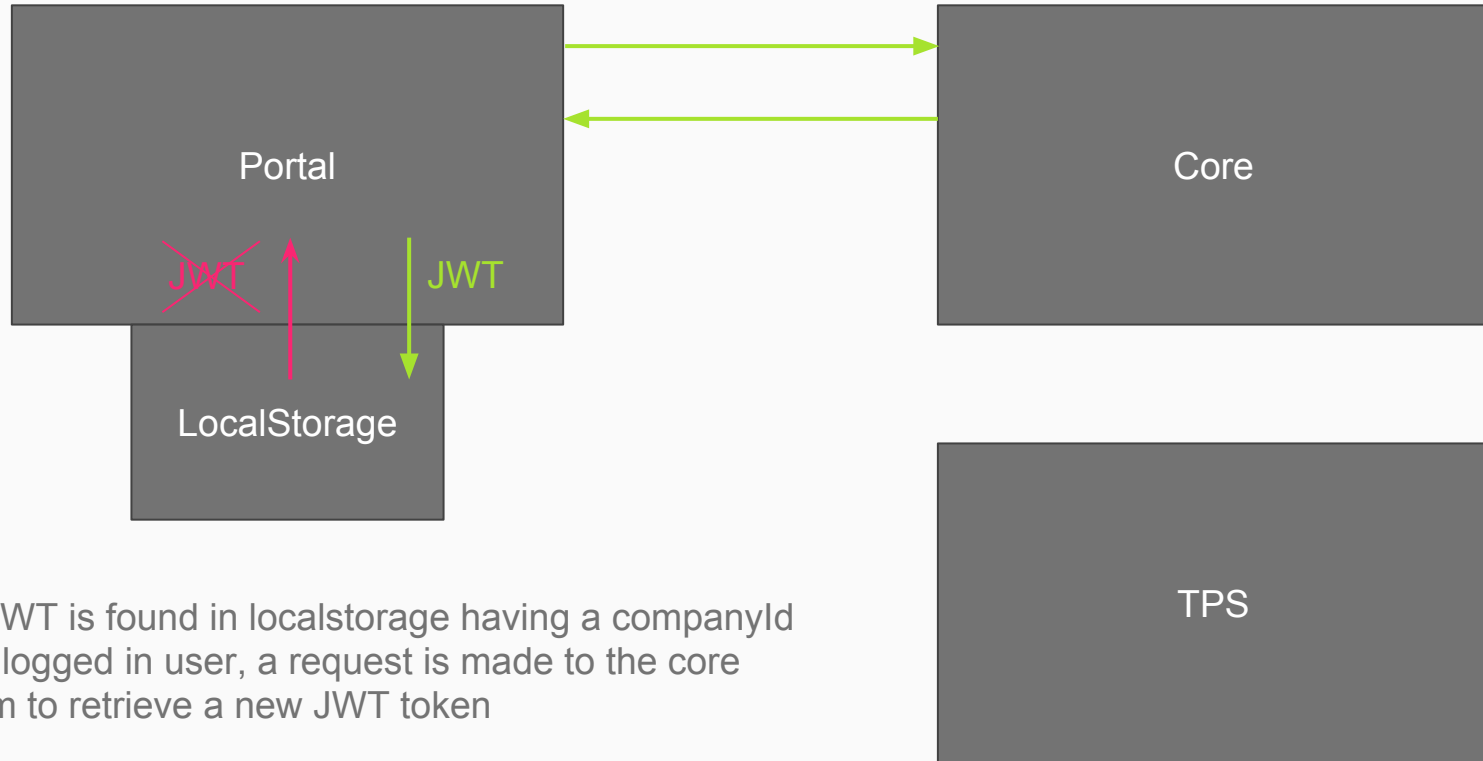 Portal
Core
JWT
JWT
LocalStorage
TPS
WT is found in localstorage having a companyId
logged in user, a request is made to the core
to retrieve a new JWT token